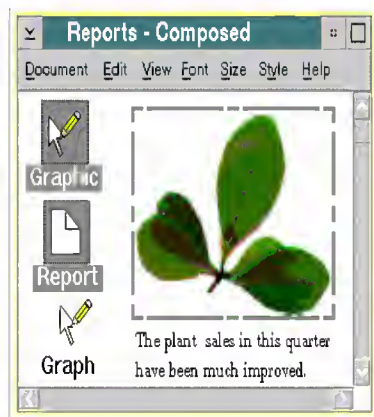 Reports - Composed
Document Edit View Font Size Style Help
Graphic
Report
Graph
The plant sales in this quarter
have been much improved.